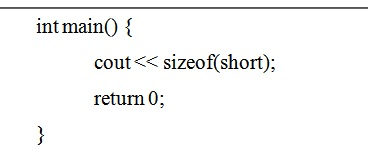 int main() {
cout << sizeof(short);
return 0;
}